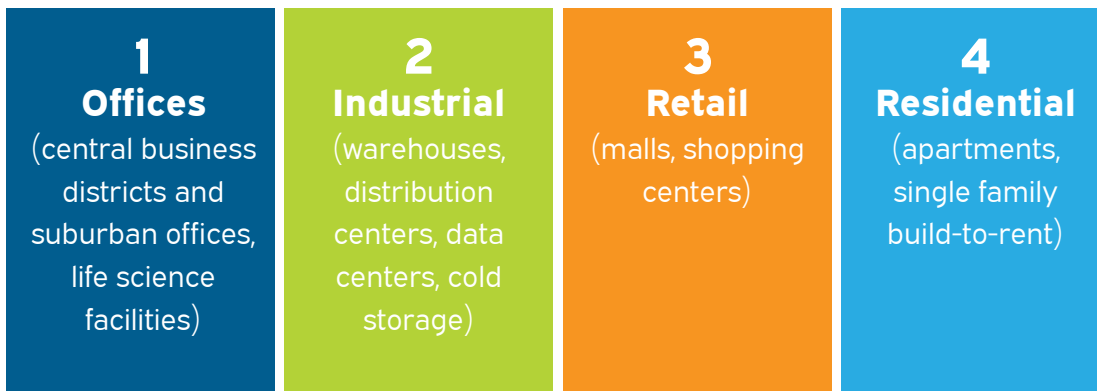 1
Offices
(central business
districts and
suburban offices,
life science
facilities)
2
Industrial
(warehouses,
distribution
centers, data
centers, cold
storage)
3
Retail
(malls, shopping
centers)
4
Residential
(apartments,
single family
build-to-rent)